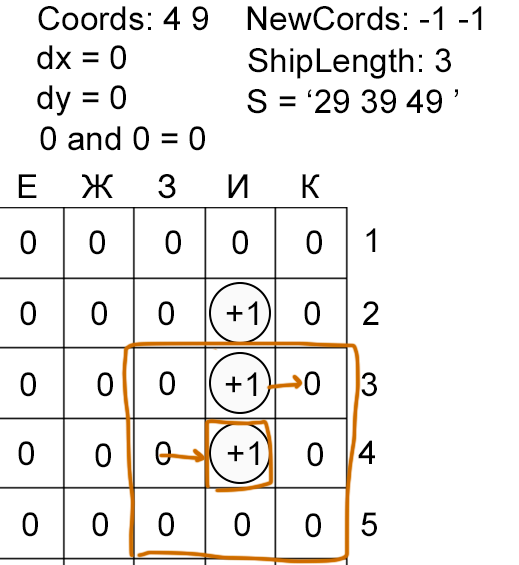 Coords: 4 9 NewCords: -1 -1
dx = 0 ShipLength: 3
dy = 0 S = ‘29 39 49 ’
0 and 0 = 0
Е Ж З И К
0 0 0 0 0 1
0 0 0 +1 0 2
0 0 0 +1 0 3
0 0 0 +1 0 4
0 0 0 0 0 5